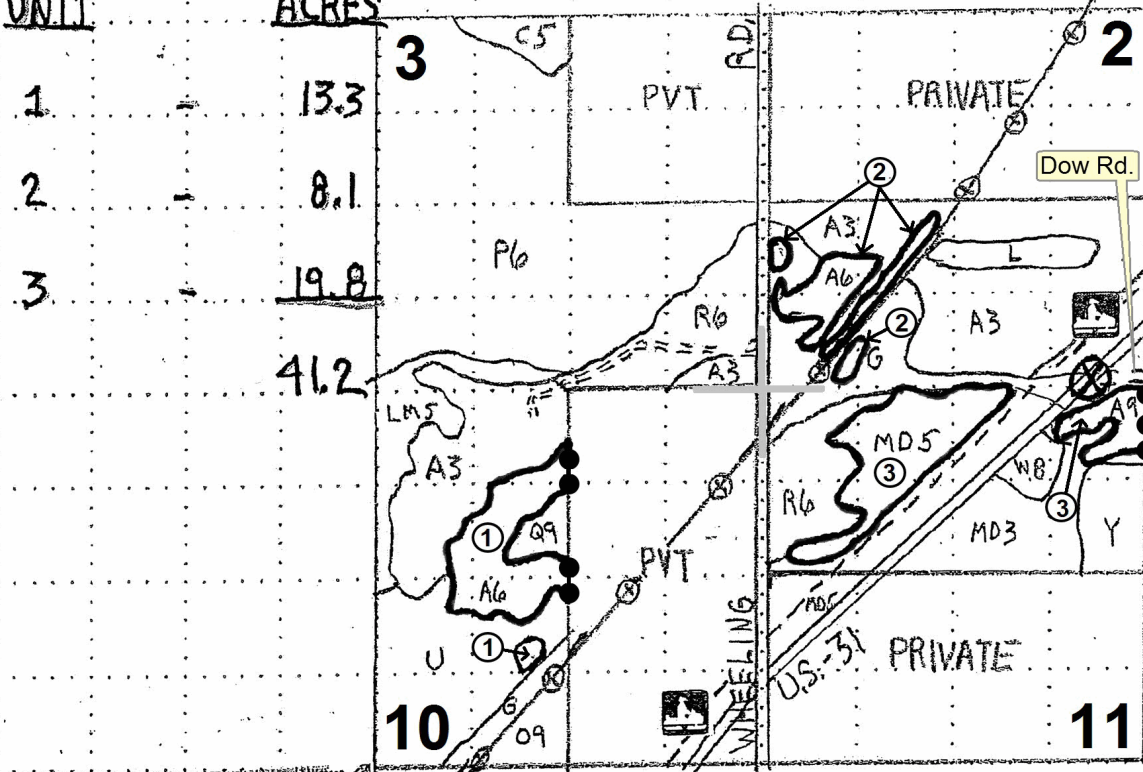 UNIT ACRES
1 - 13.3
2 - 8.1
3 - 19.8
41.2
3
C5
RD.
2
PVT
PRIVATE
Dow Rd.
2
A3
P6
A6
L
R6
2
A3
G
A3
LM5
A9
MD5
A3
3
WB
R6
3
1
Q9
MD3
Y
PVT
A6
MD5
1
U
WHEELING
U.S.-31
PRIVATE
G
10
O9
11